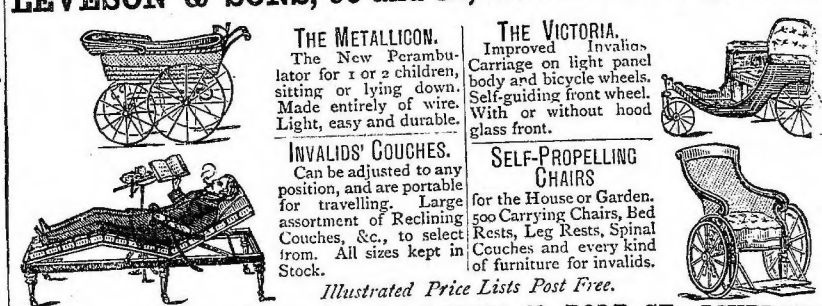 LEVESON & SONS,
THE METALLICON.
The New Perambu-
lator for 1 or 2 children,
sitting or lying down.
Made entirely of wire.
Light, easy and durable.
THE VICTORIA.
Improved Invalias
Carriage on light panel
body and bicycle wheels.
Self-guiding front wheel.
With or without hood
glass front.
INVALIDS' COUCHES.
Can be adjusted to any
position, and are portable
for travelling. Large
assortment of Reclining
Couches, &c., to select
from. All sizes kept in
Stock.
SELF-PROPELLING
CHAIRS
for the House or Garden.
500 Carrying Chairs, Bed
Rests, Leg Rests, Spinal
Couches and every kind
of furniture for invalids.
Illustrated Price Lists Post Free.